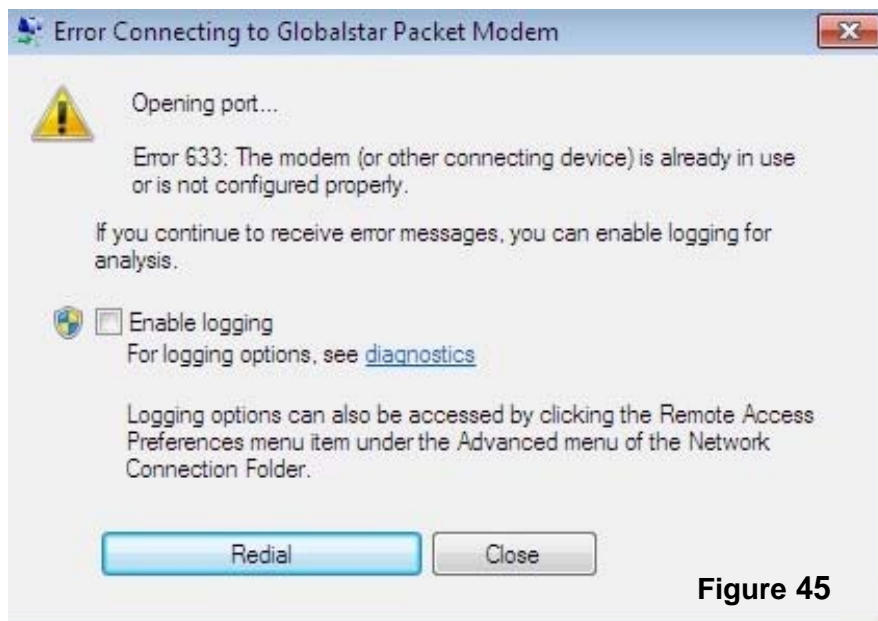 Error Connecting to Globalstar Packet Modem
Opening port...
Error 633: The modem (or other connecting device) is already in use
or is not configured properly.
If you continue to receive error messages, you can enable logging for
analysis.
Enable logging
For logging options, see diagnostics
Logging options can also be accessed by clicking the Remote Access
Preferences menu item under the Advanced menu of the Network
Connection Folder.
Redial
Close
Figure 45